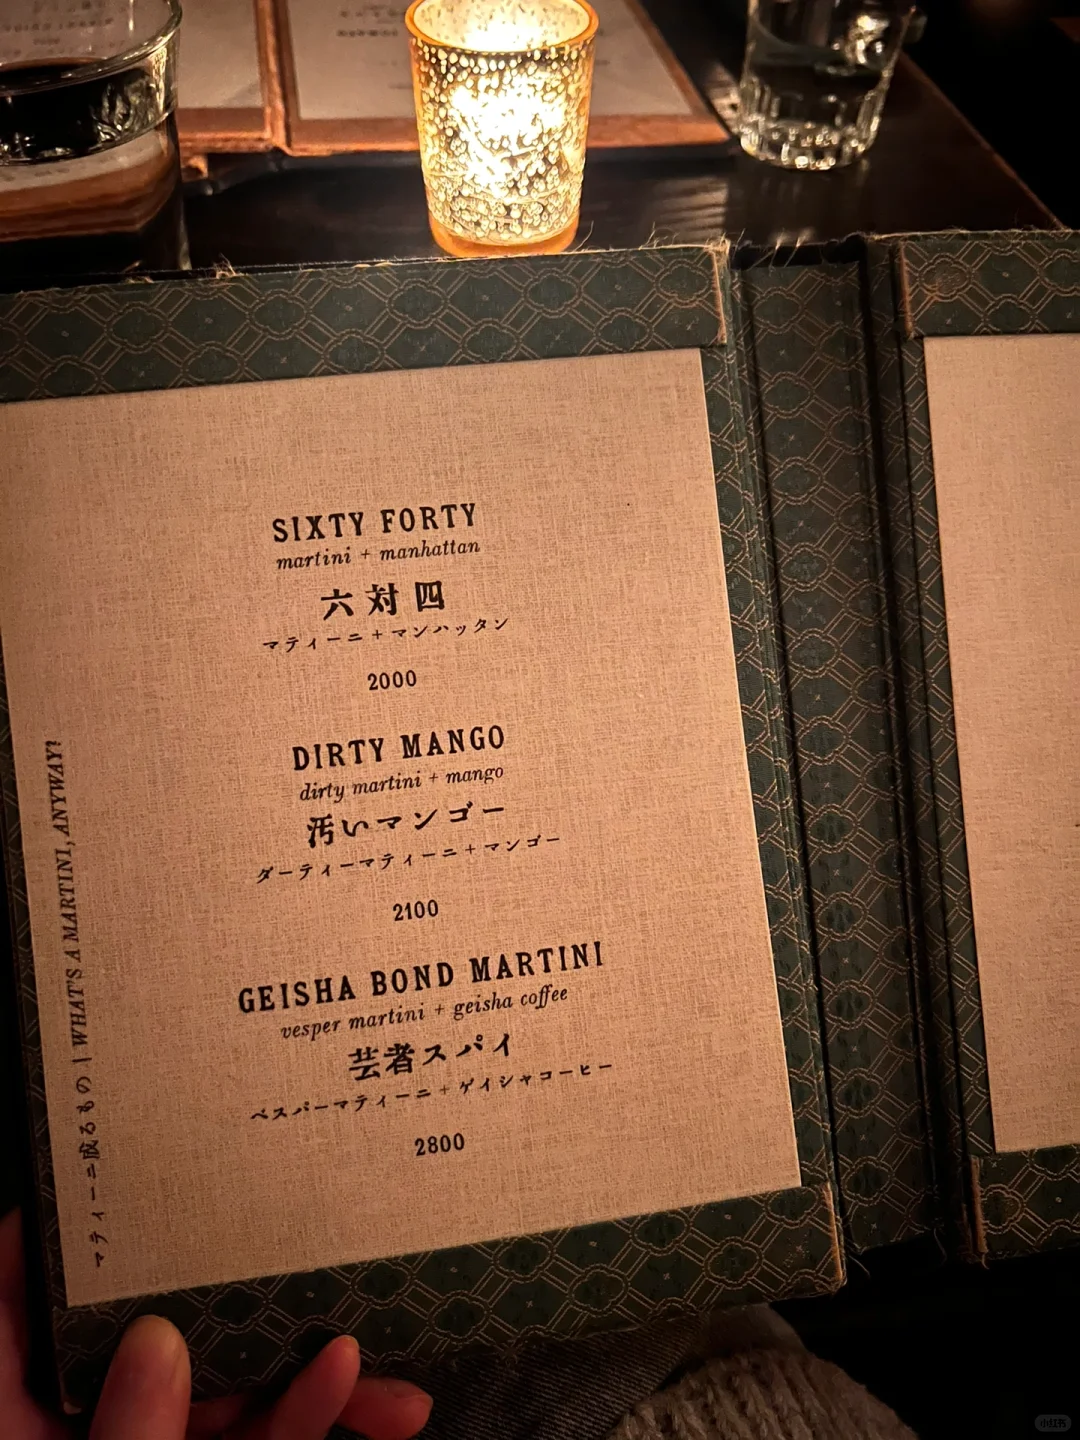 SIXTY FORTY
martini + manhattan
六対四
マティーニ+マンハッタン
2000
DIRTY MANGO
dirty martini + mango
汚いマンゴー
ダーティーマティーニ+マンゴー
2100
GEISHA BOND MARTINI
vesper martini + geisha coffee
芸者スパイ
ベスパーマティーニ+ゲイシャコーヒー
2800
マティーニ成るもの | WHAT'S A MARTINI, ANYWAY?
小红书